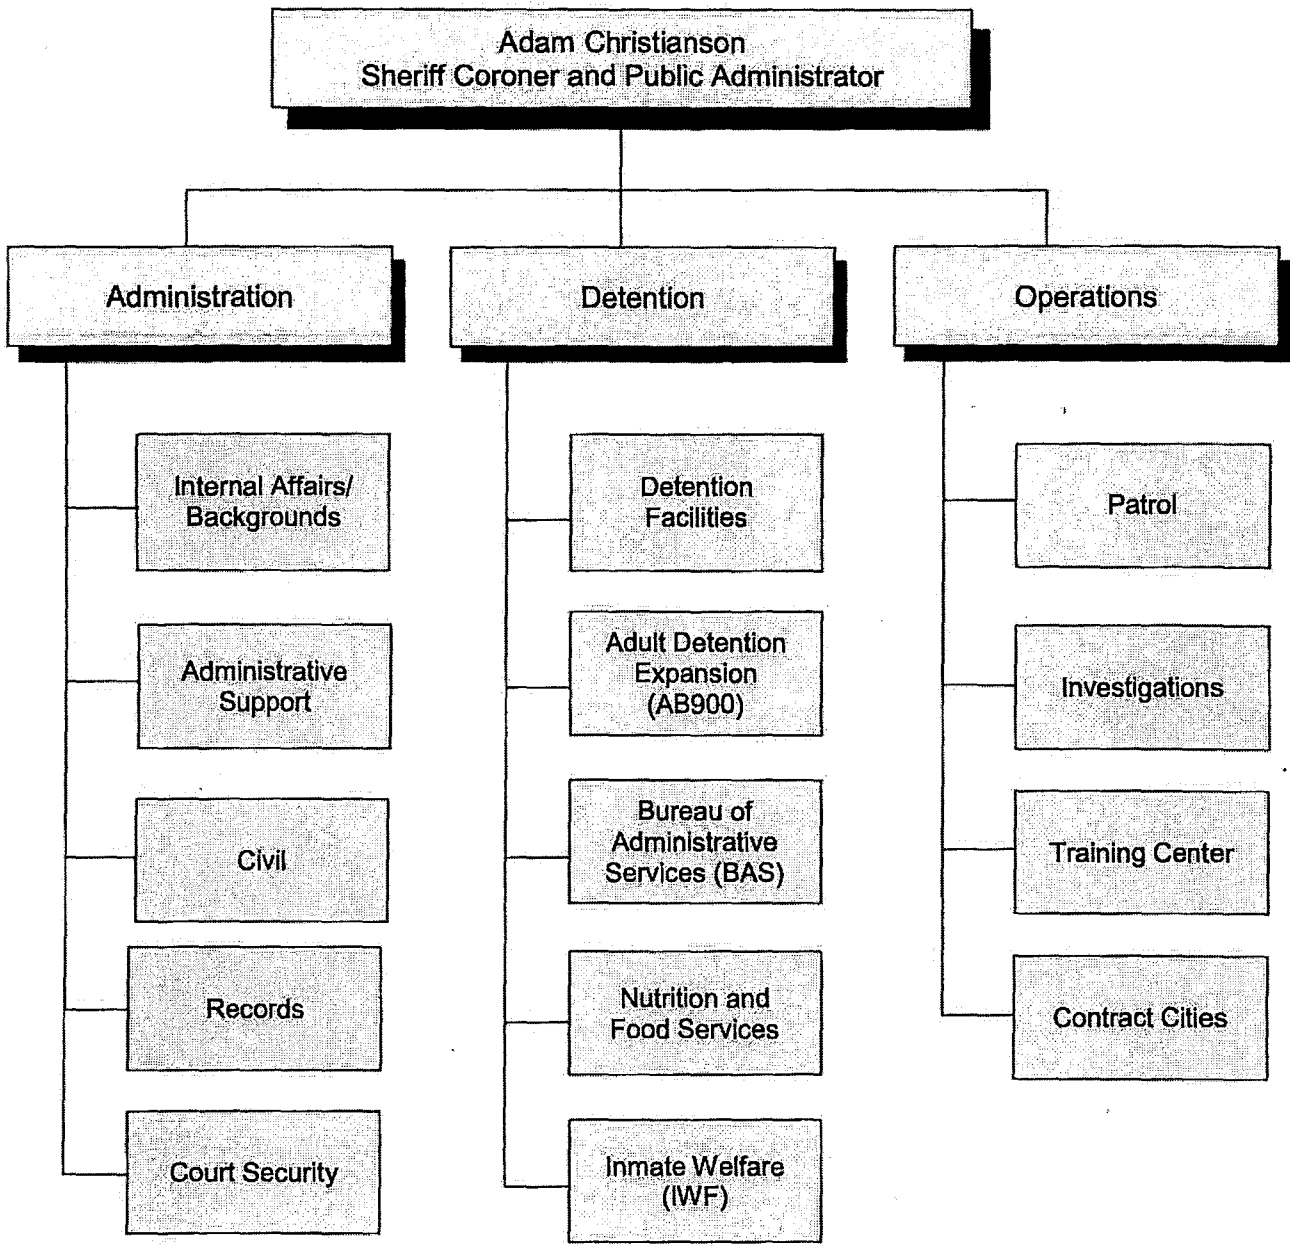 Adam Christianson
Sheriff Coroner and Public Administrator
Administration
Detention
Operations
Internal Affairs/
Backgrounds
Administrative
Support
Civil
Records
Court Security
Detention
Facilities
Adult Detention
Expansion
(AB900)
Bureau of
Administrative
Services (BAS)
Nutrition and
Food Services
Inmate Welfare
(IWF)
Patrol
Investigations
Training Center
Contract Cities